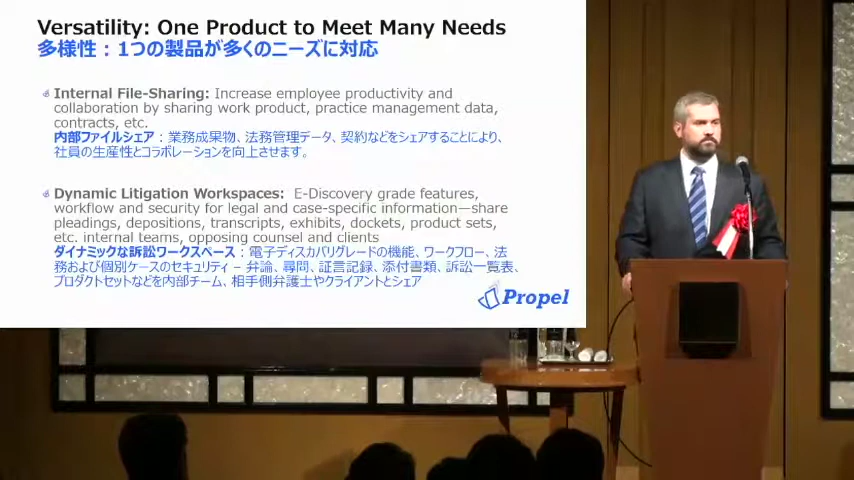 Versatility: One Product to Meet Many Needs
多様性：1つの製品が多くのニーズに対応
Internal File-Sharing: Increase employee productivity and
collaboration by sharing work product, practice management data,
contracts, etc.
内部ファイルシェア：業務成果物、法務管理データ、契約などをシェアすることにより、
社員の生産性とコラボレーションを向上させます。
Dynamic Litigation Workspaces: E-Discovery grade features,
workflow and security for legal and case-specific information—share
pleadings, depositions, transcripts, exhibits, dockets, product sets,
etc. internal teams, opposing counsel and clients
ダイナミックな訴訟ワークスペース：電子ディスカバリグレードの機能、ワークフロー、法
務および個別ケースのセキュリティ – 弁論、尋問、証言記録、添付書類、訴訟一覧表、
プロダクトセットなどを内部チーム、相手側弁護士やクライアントとシェア
Propel